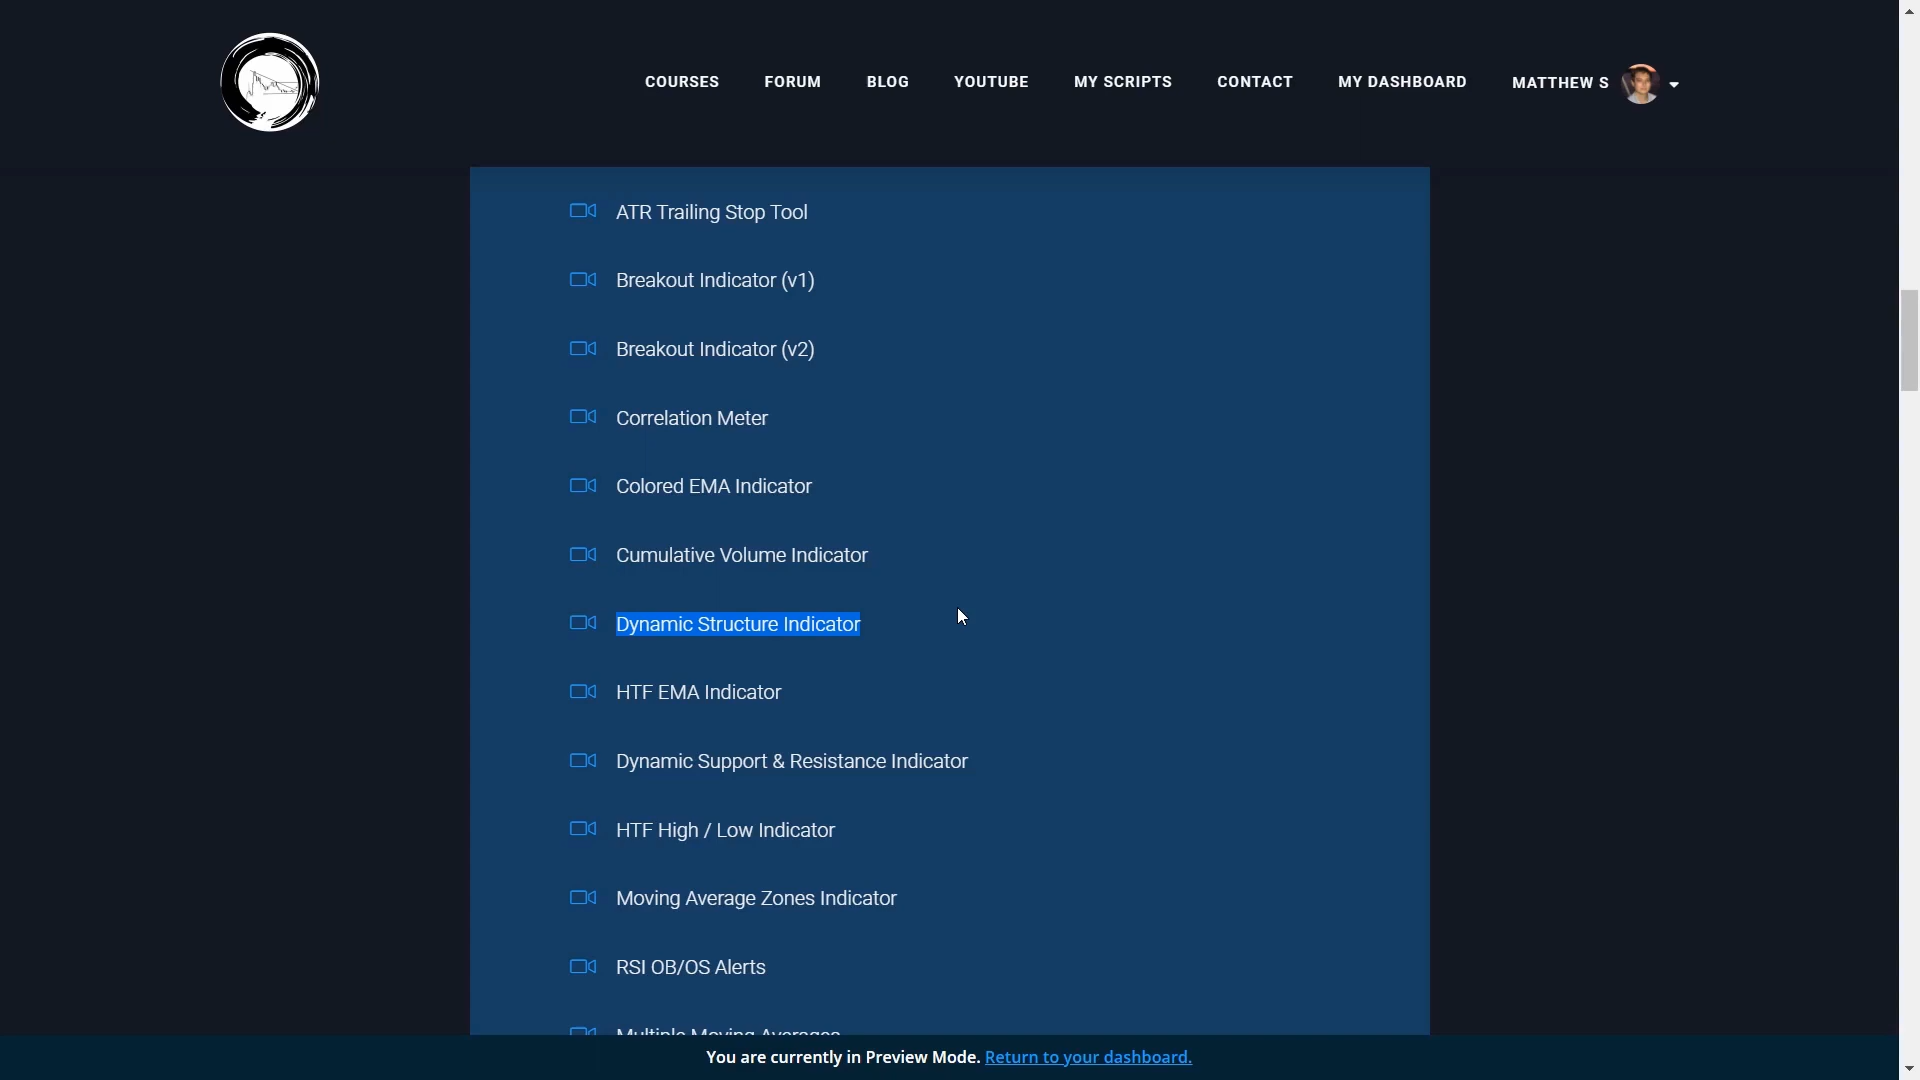 COURSES FORUM BLOG YOUTUBE MY SCRIPTS CONTACT MY DASHBOARD MATTHEW S
ATR Trailing Stop Tool
Breakout Indicator (v1)
Breakout Indicator (v2)
Correlation Meter
Colored EMA Indicator
Cumulative Volume Indicator
Dynamic Structure Indicator
HTF EMA Indicator
Dynamic Support & Resistance Indicator
HTF High / Low Indicator
Moving Average Zones Indicator
RSI OB/OS Alerts
Multiple Moving Averages
You are currently in Preview Mode. Return to your dashboard.